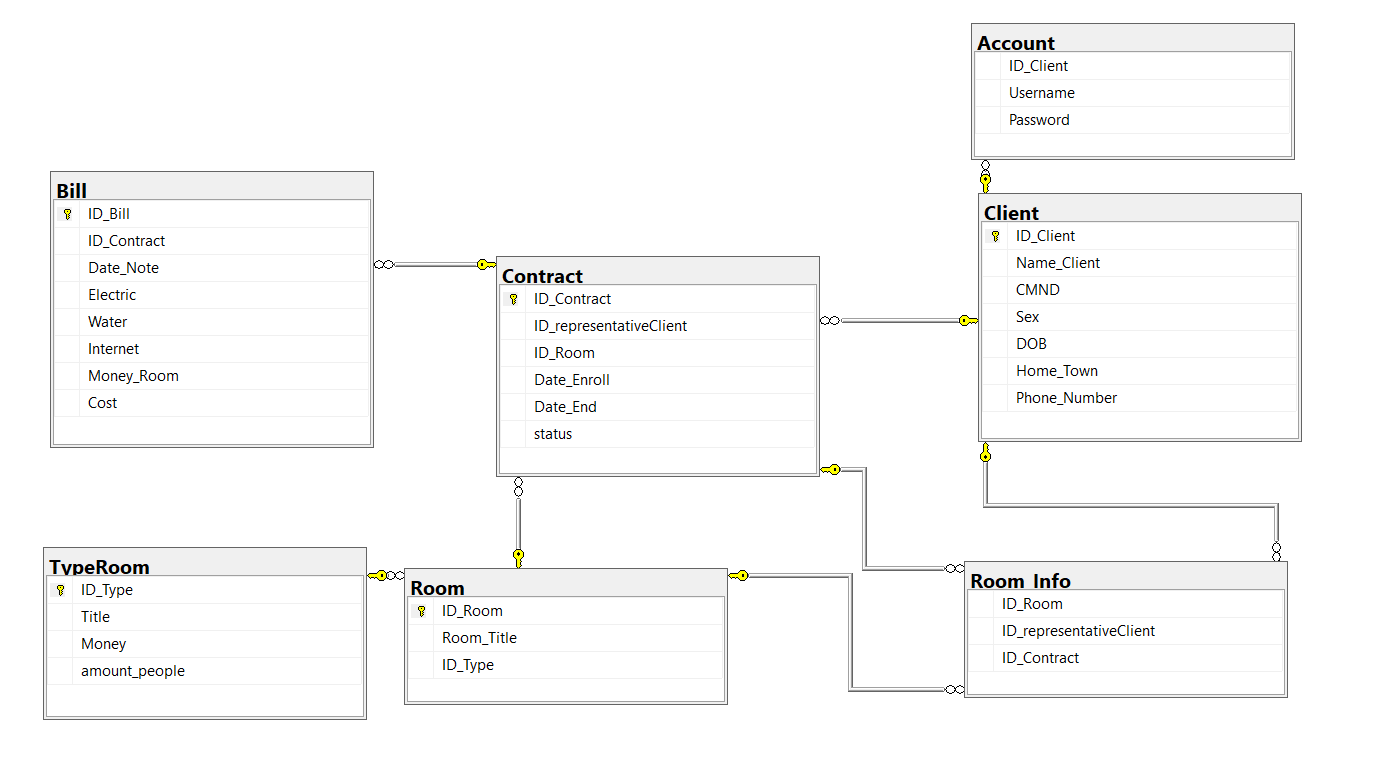 Account
ID_Client
Username
Password
Bill
ID_Bill
ID_Contract
Date_Note
Electric
Water
Internet
Money_Room
Cost
Contract
ID_Contract
ID_representativeClient
ID_Room
Date_Enroll
Date_End
status
Client
ID_Client
Name_Client
CMND
Sex
DOB
Home_Town
Phone_Number
TypeRoom
ID_Type
Title
Money
amount_people
Room
ID_Room
Room_Title
ID_Type
Room_Info
ID_Room
ID_representativeClient
ID_Contract